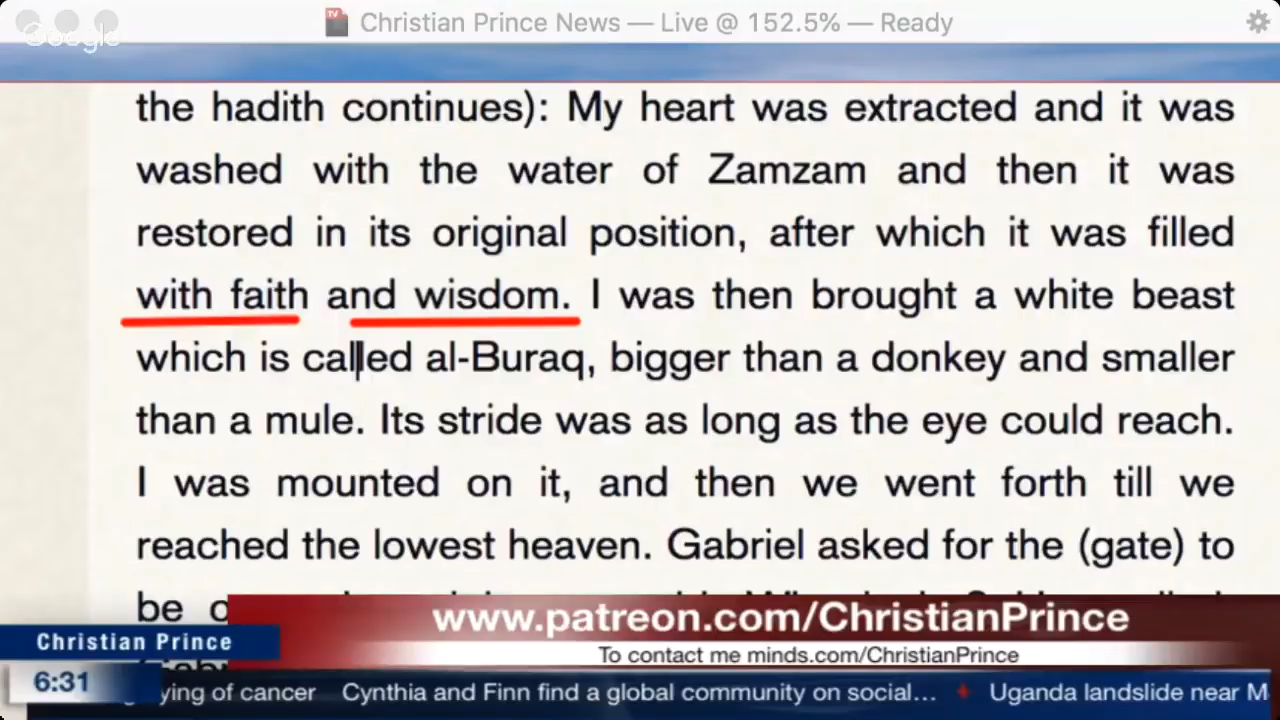 Christian Prince News — Live @ 152.5% — Ready
Google
the hadith continues): My heart was extracted and it was
washed with the water of Zamzam and then it was
restored in its original position, after which it was filled
with faith and wisdom. I was then brought a white beast
which is called al-Buraq, bigger than a donkey and smaller
than a mule. Its stride was as long as the eye could reach.
I was mounted on it, and then we went forth till we
reached the lowest heaven. Gabriel asked for the (gate) to
be
www.patreon.com/ChristianPrince
Christian Prince
To contact me minds.com/ChristianPrince
6:31
ying of cancer Cynthia and Finn find a global community on social... Uganda landslide near M